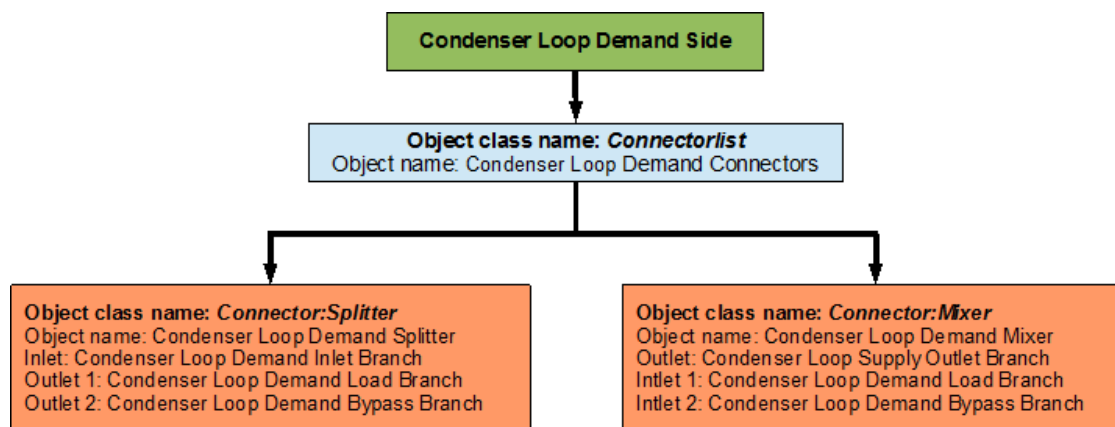 Condenser Loop Demand Side
Object class name: Connectorlist
Object name: Condenser Loop Demand Connectors
Object class name: Connector:Splitter
Object name: Condenser Loop Demand Splitter
Inlet: Condenser Loop Demand Inlet Branch
Outlet 1: Condenser Loop Demand Load Branch
Outlet 2: Condenser Loop Demand Bypass Branch
Object class name: Connector:Mixer
Object name: Condenser Loop Demand Mixer
Outlet: Condenser Loop Supply Outlet Branch
Intlet 1: Condenser Loop Demand Load Branch
Intlet 2: Condenser Loop Demand Bypass Branch